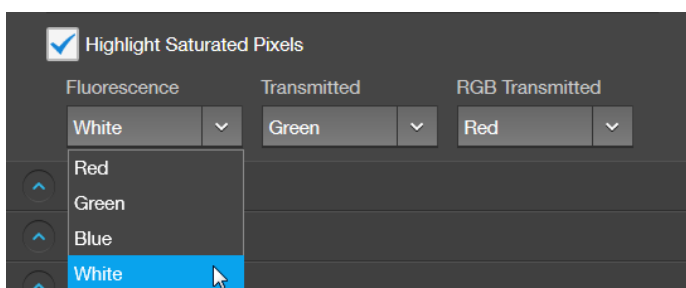 Highlight Saturated Pixels
Fluorescence Transmitted RGB Transmitted
White Green Red
Red
Green
Blue
White